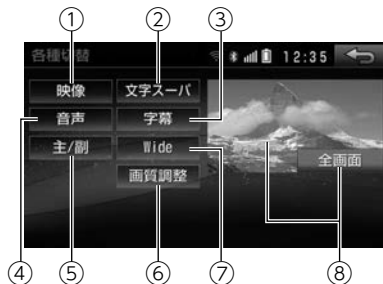 ① ② ③
各種切替 12:35
映像 文字スーパ
④ 音声 字幕
主/副 Wide 全画面
画質調整
④ ⑤ ⑥ ⑦ ⑧